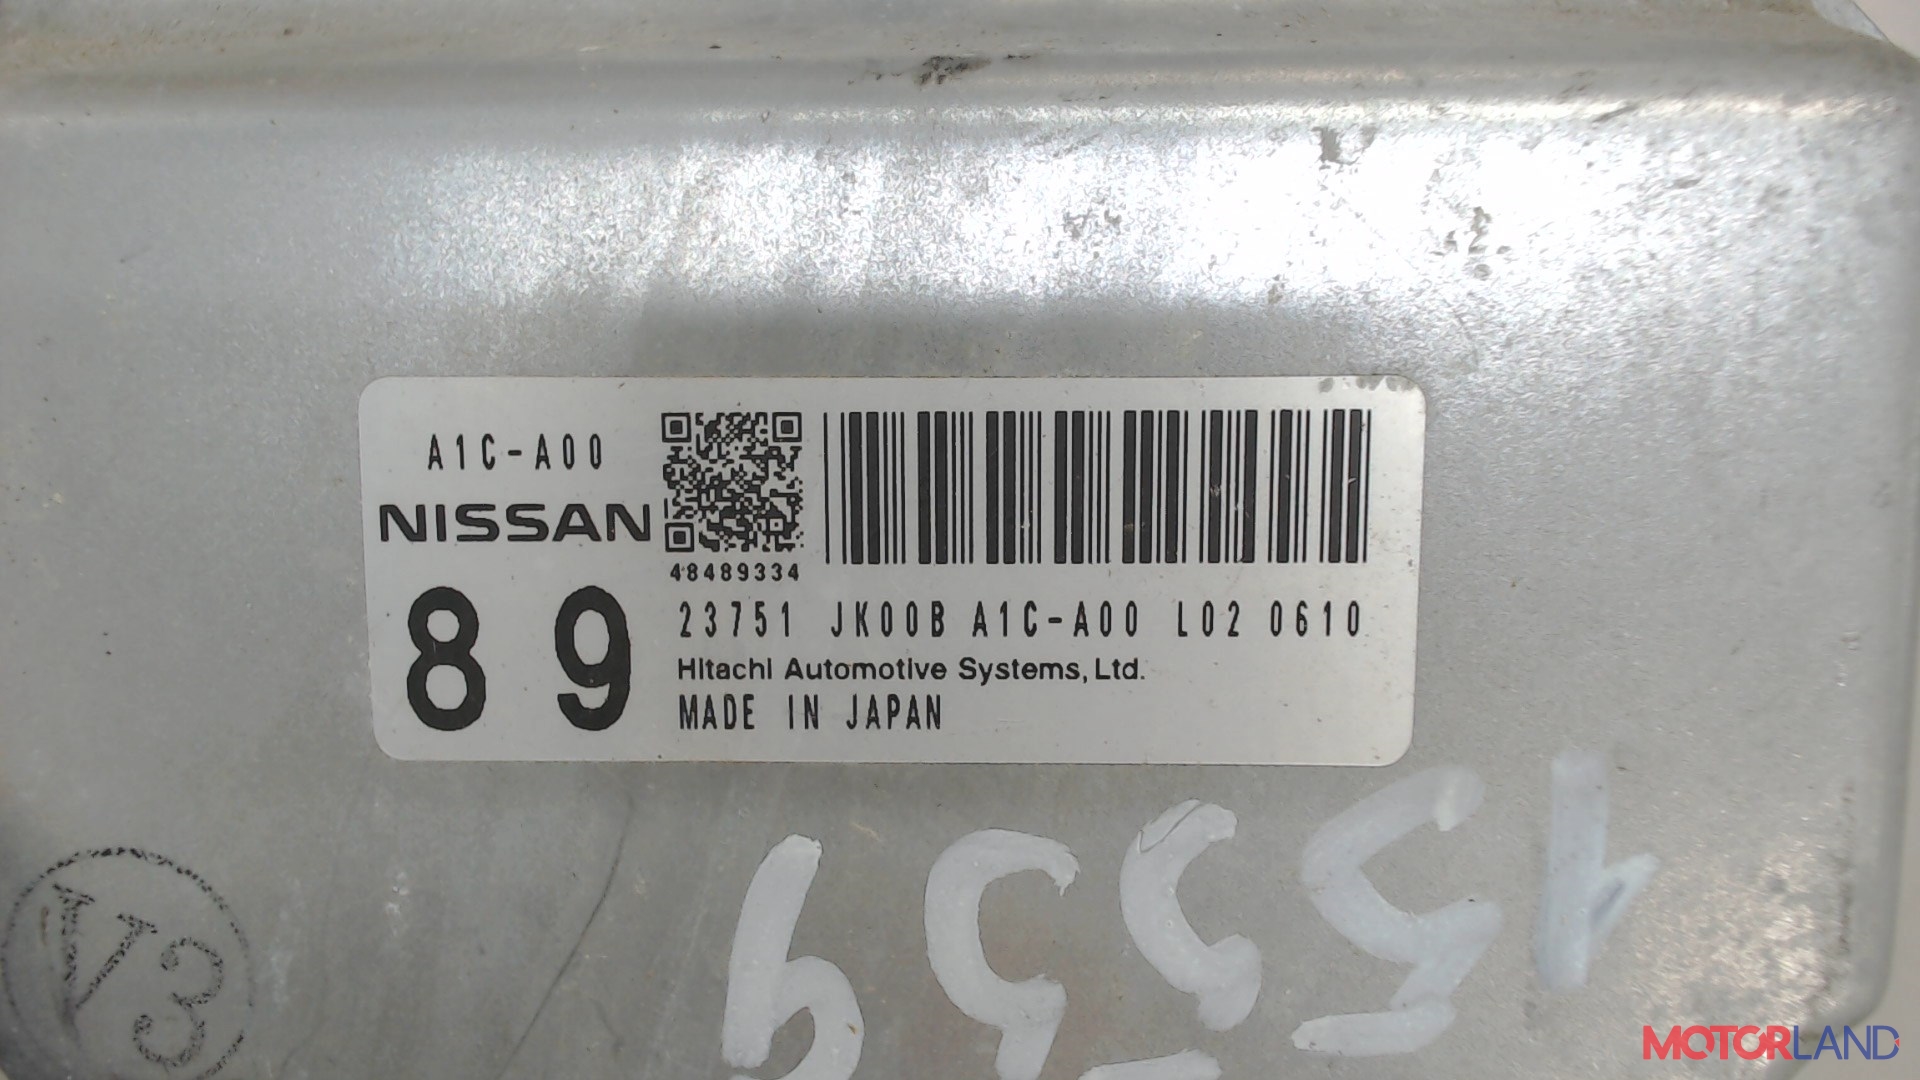 A1C-A00
NISSAN
48489334
8 9
23751 JK00B A1C-A00 L02 0610
Hitachi Automotive Systems, Ltd.
MADE IN JAPAN
V3
MOTORLAND